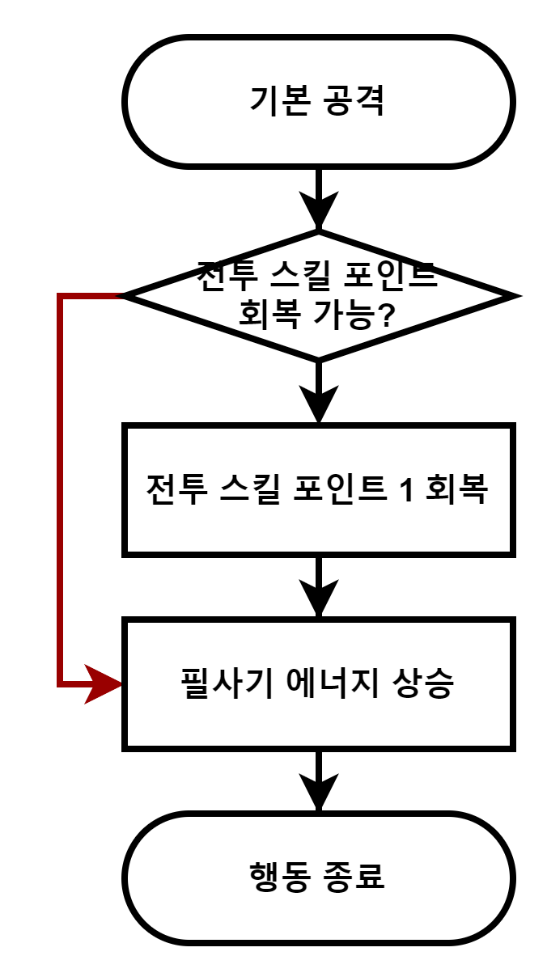 기본 공격
전투 스킬 포인트
회복 가능?
전투 스킬 포인트 1 회복
필사기 에너지 상승
행동 종료